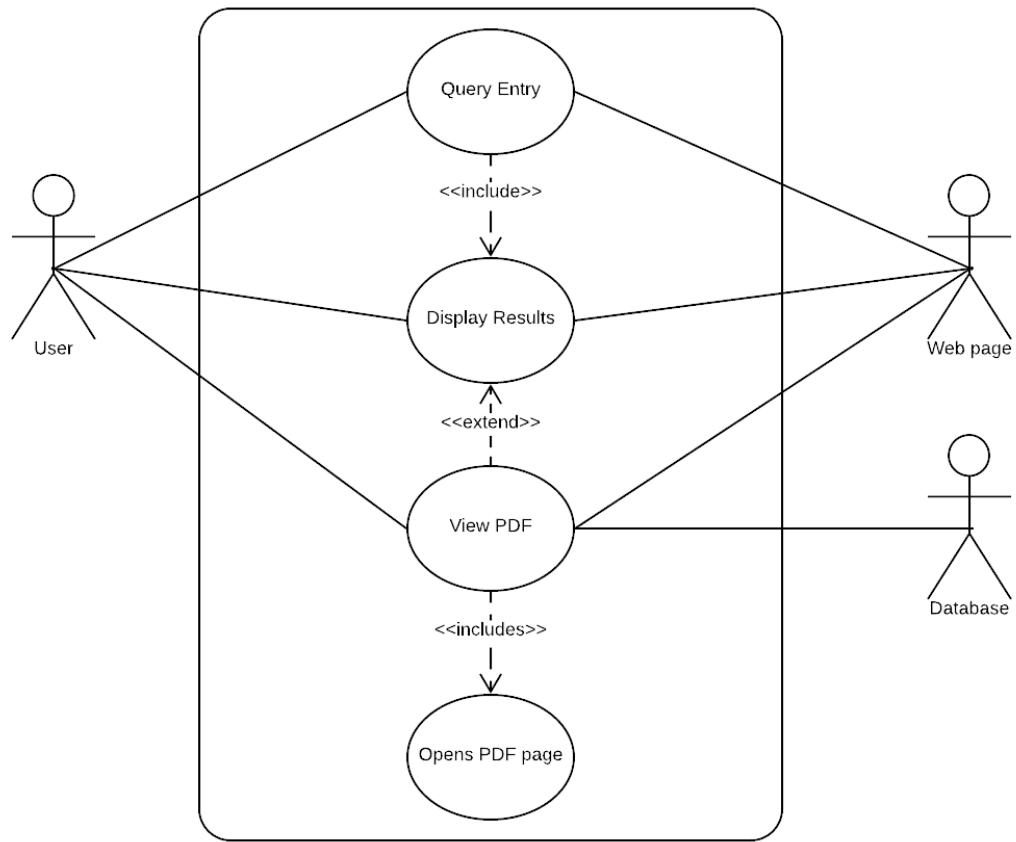 Query Entry
<<include>>
Display Results
User
Web page
<<extend>>
View PDF
Database
<<includes>>
Opens PDF page